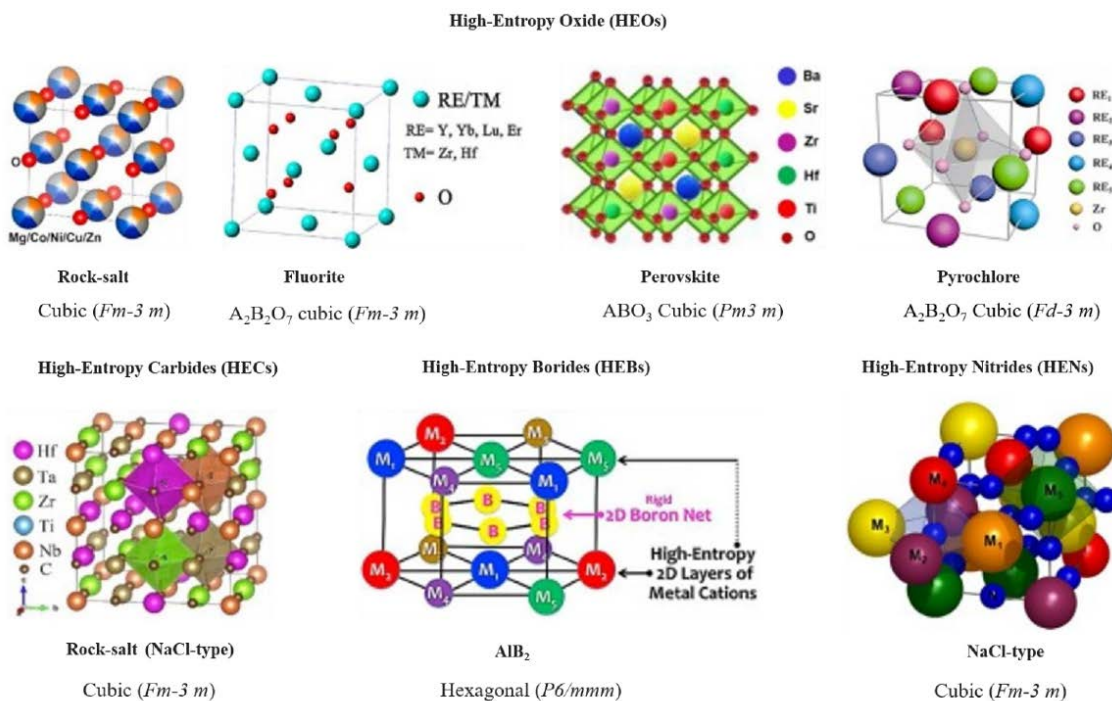 High-Entropy Oxide (HEOs)
O
Mg/Co/Ni/Cu/Zn
RE/TM
RE= Y, Yb, Lu, Er
TM= Zr, Hf
O
Ba
Sr
Zr
Hf
Ti
O
RE₁
RE₂
RE₃
RE₄
RE₅
Zr
O
Rock-salt
Fluorite
Perovskite
Pyrochlore
Cubic (Fm-3 m)
A₂B₂O₇ cubic (Fm-3 m)
ABO₃ Cubic (Pm3 m)
A₂B₂O₇ Cubic (Fd-3 m)
High-Entropy Carbides (HECs)
High-Entropy Borides (HEBs)
High-Entropy Nitrides (HENs)
Hf
Ta
Zr
Ti
Nb
C
M₂
M₁
M₅
M₅
M₄
M₁
B
B
B
B
B
B
Rigid
2D Boron Net
M₁
M₄
M₅
High-Entropy
2D Layers of
Metal Cations
M₄
M₅
M₃
M₂
M₁
Rock-salt (NaCl-type)
AlB₂
NaCl-type
Cubic (Fm-3 m)
Hexagonal (P6/mmm)
Cubic (Fm-3 m)